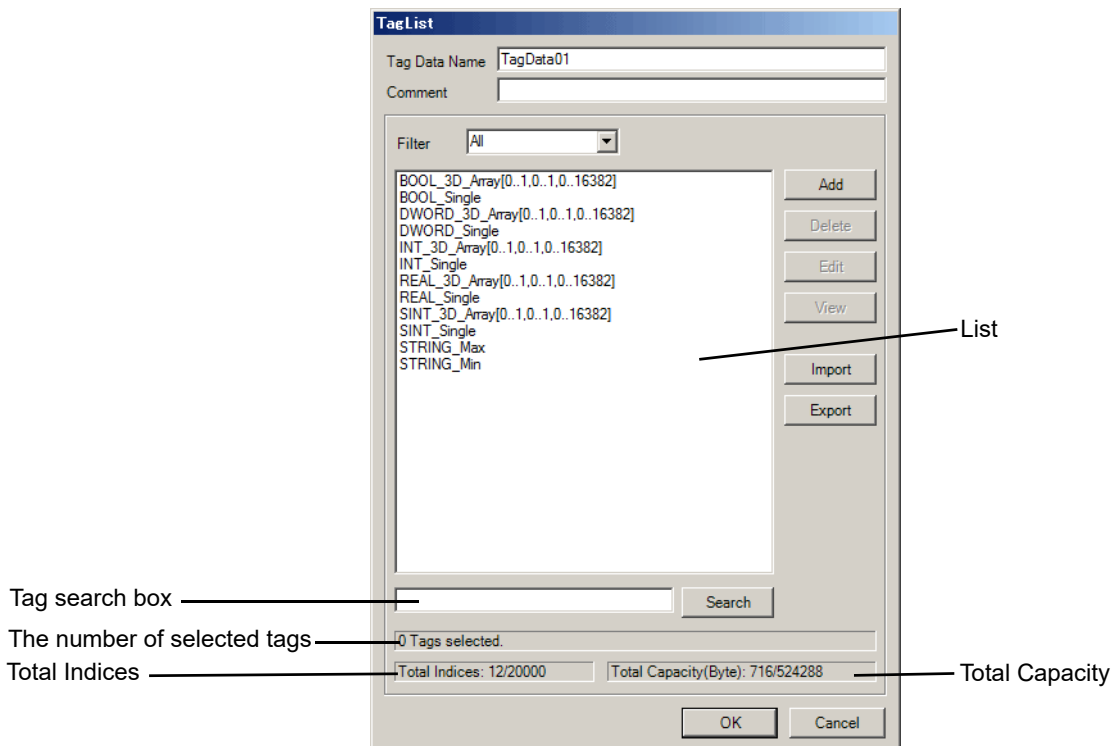 TagList
Tag Data Name TagData01
Comment
Filter All
BOOL_3D_Array[0..1,0..1,0..16382]
BOOL_Single
DWORD_3D_Array[0..1,0..1,0..16382]
DWORD_Single
INT_3D_Array[0..1,0..1,0..16382]
INT_Single
REAL_3D_Array[0..1,0..1,0..16382]
REAL_Single
SINT_3D_Array[0..1,0..1,0..16382]
SINT_Single
STRING_Max
STRING_Min
Add
Delete
Edit
View
List
Import
Export
Tag search box
Search
The number of selected tags
0 Tags selected.
Total Indices
Total Indices: 12/20000
Total Capacity(Byte): 716/524288
Total Capacity
OK
Cancel